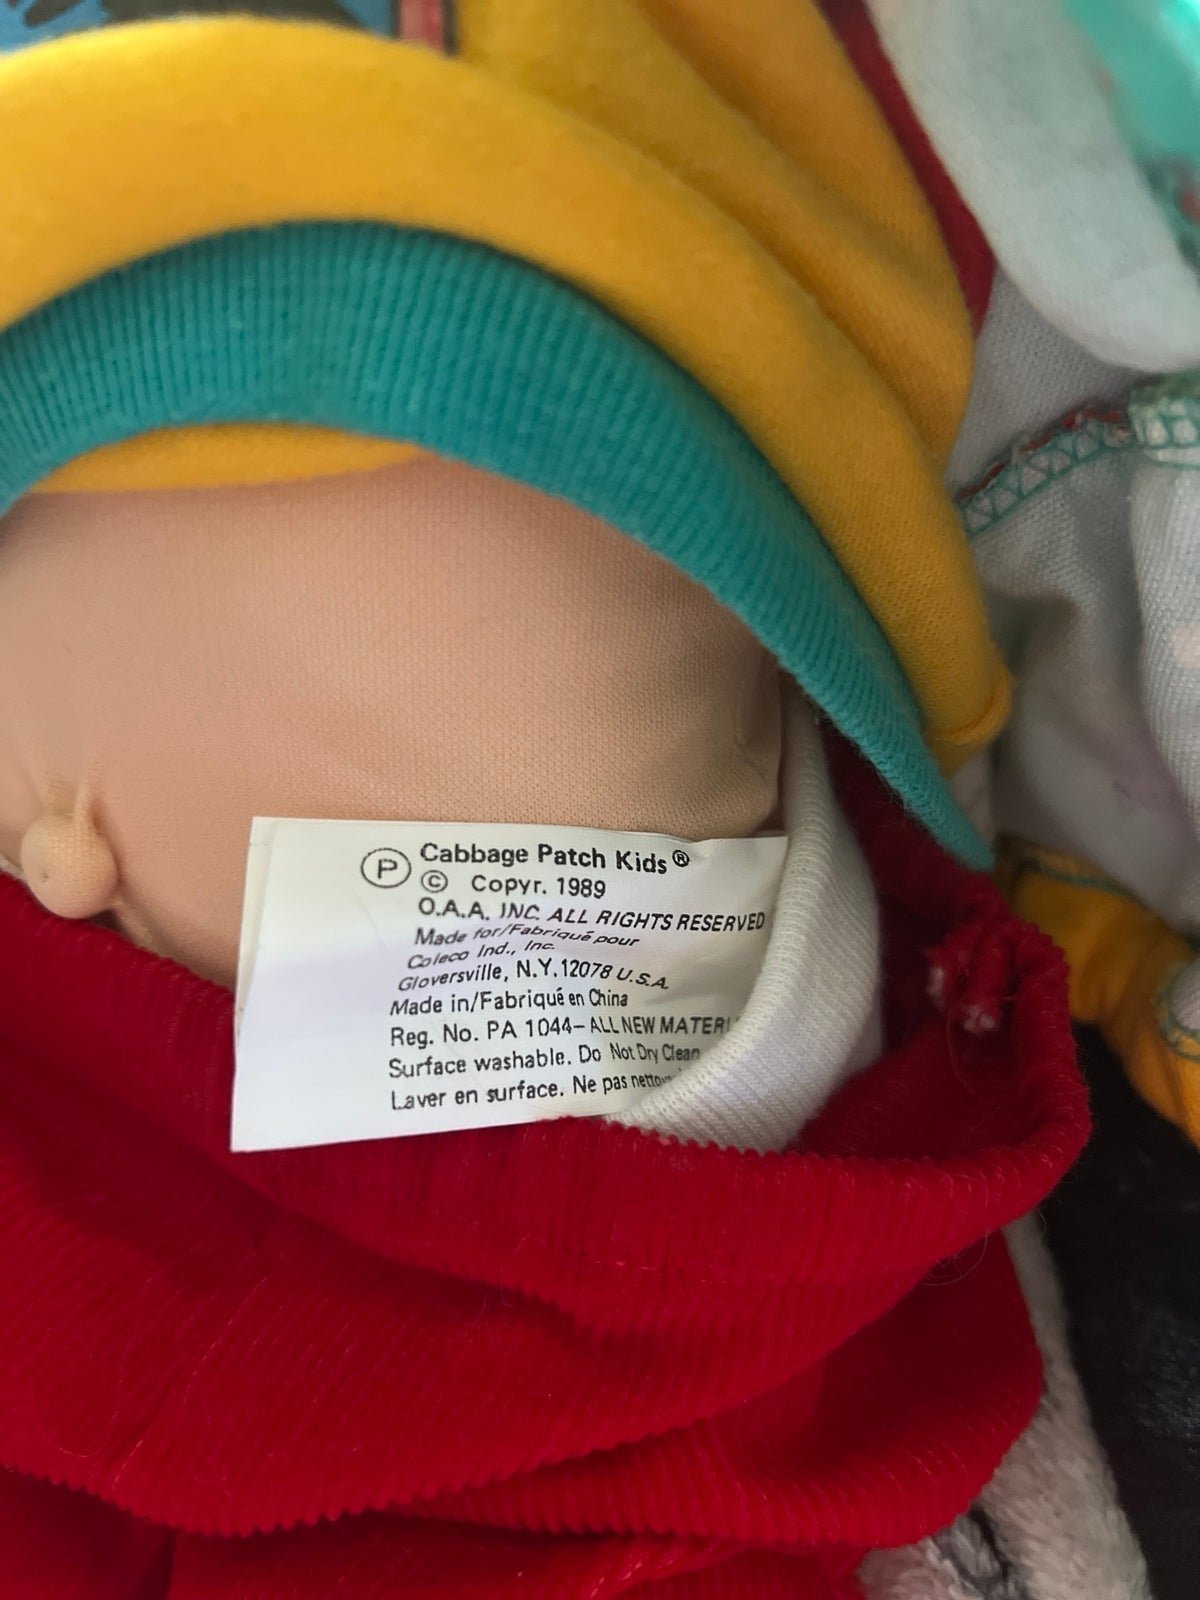 Ⓟ Cabbage Patch Kids®
© Copyr. 1989
O.A.A. INC. ALL RIGHTS RESERVED
Made for/Fabriqué pour
Coleco Ind., Inc.
Gloversville, N.Y. 12078 U.S.A.
Made in/Fabriqué en China
Reg. No. PA 1044-ALL NEW
Surface washable. Do Not Dry Clean
Laver en surface. Ne pas